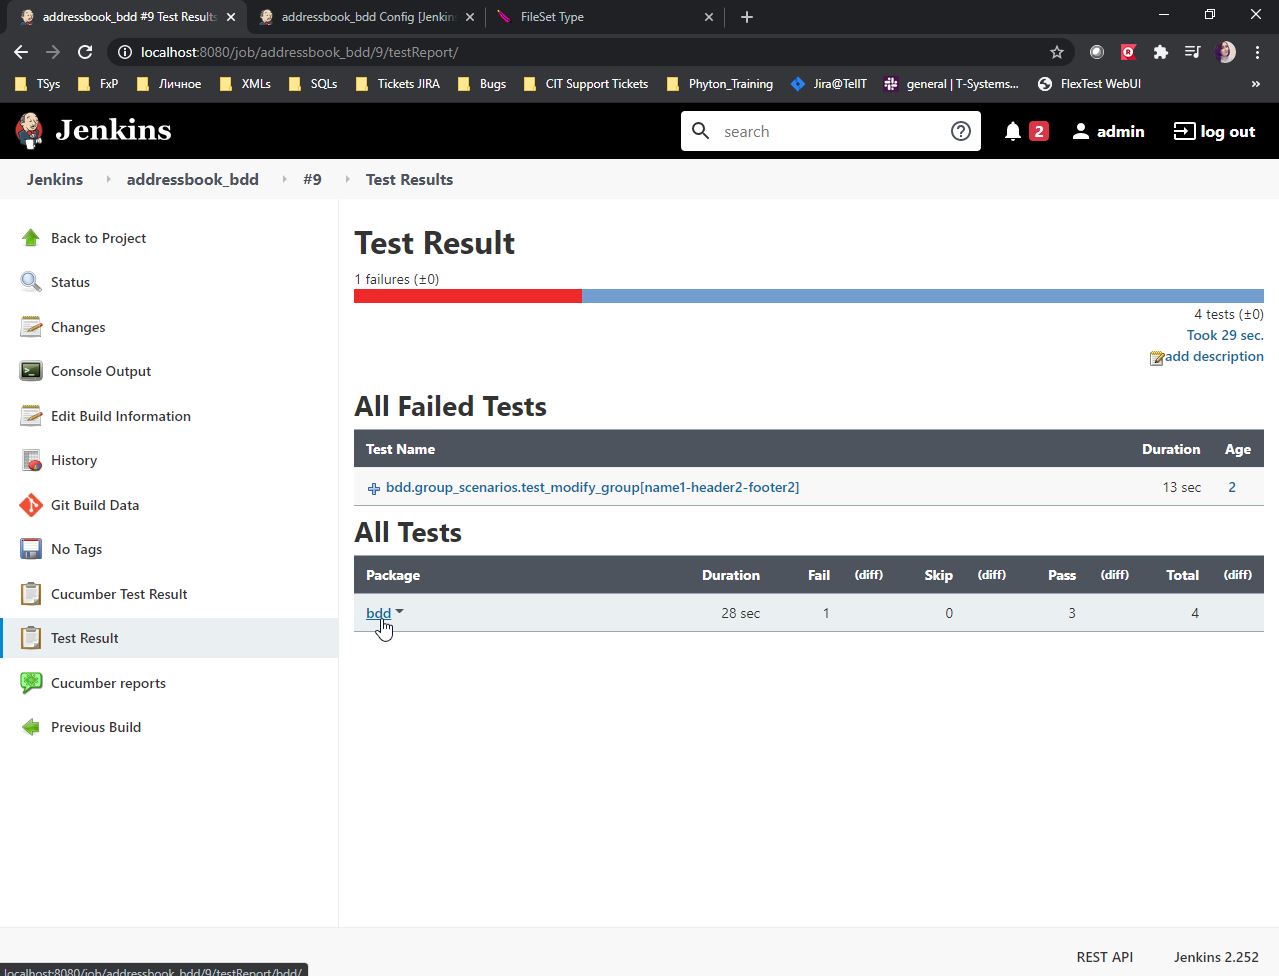 addressbook_bdd #9 Test Results
addressbook_bdd Config [Jenkins
FileSet Type
localhost:8080/job/addressbook_bdd/9/testReport/
TSys
FxP
Личное
XMLs
SQLs
Tickets JIRA
Bugs
CIT Support Tickets
Phyton_Training
Jira@TelIT
general | T-Systems...
FlexTest WebUI
»
Jenkins
search
2
admin
log out
Jenkins
addressbook_bdd
#9
Test Results
Back to Project
Status
Changes
Console Output
Edit Build Information
History
Git Build Data
No Tags
Cucumber Test Result
Test Result
Cucumber reports
Previous Build
Test Result
1 failures (±0)
4 tests (±0)
Took 29 sec.
add description
All Failed Tests
Test Name Duration Age
bdd.group_scenarios.test_modify_group[name1-header2-footer2] 13 sec 2
All Tests
Package Duration Fail (diff) Skip (diff) Pass (diff) Total (diff)
bdd 28 sec 1 0 3 4
REST API
Jenkins 2.252
localhost:8080/job/addressbook_bdd/9/testReport/bdd/